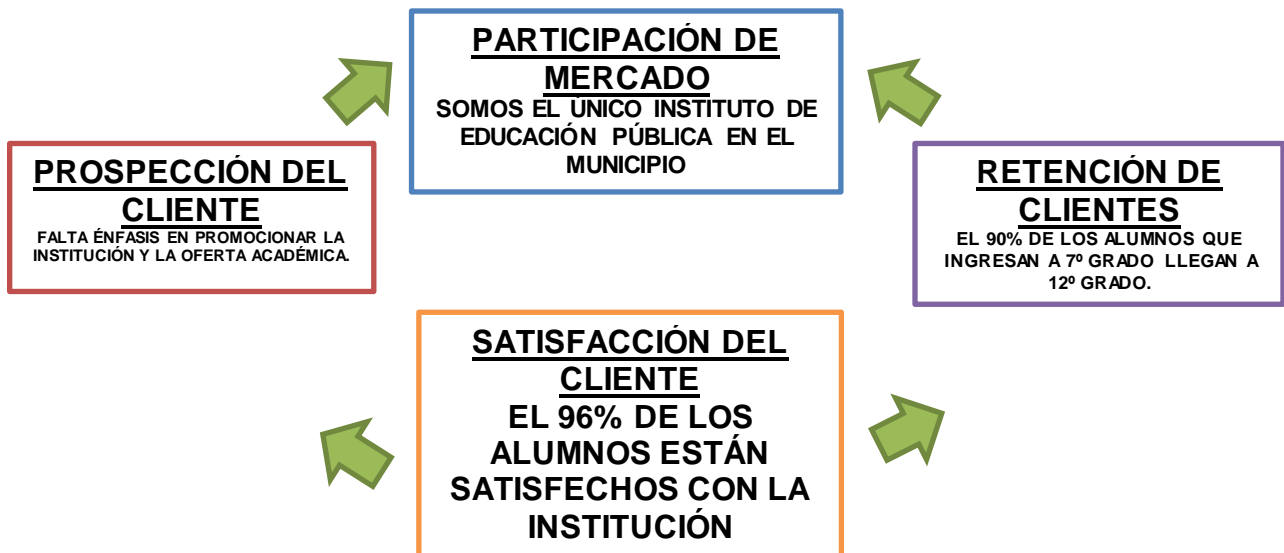 PARTICIPACIÓN DE
MERCADO
SOMOS EL ÚNICO INSTITUTO DE
EDUCACIÓN PÚBLICA EN EL
MUNICIPIO
PROSPECCIÓN DEL
CLIENTE
FALTA ÉNFASIS EN PROMOCIONAR LA
INSTITUCIÓN Y LA OFERTA ACADÉMICA.
RETENCIÓN DE
CLIENTES
EL 90% DE LOS ALUMNOS QUE
INGRESAN A 7º GRADO LLEGAN A
12º GRADO.
SATISFACCIÓN DEL
CLIENTE
EL 96% DE LOS
ALUMNOS ESTÁN
SATISFECHOS CON LA
INSTITUCIÓN